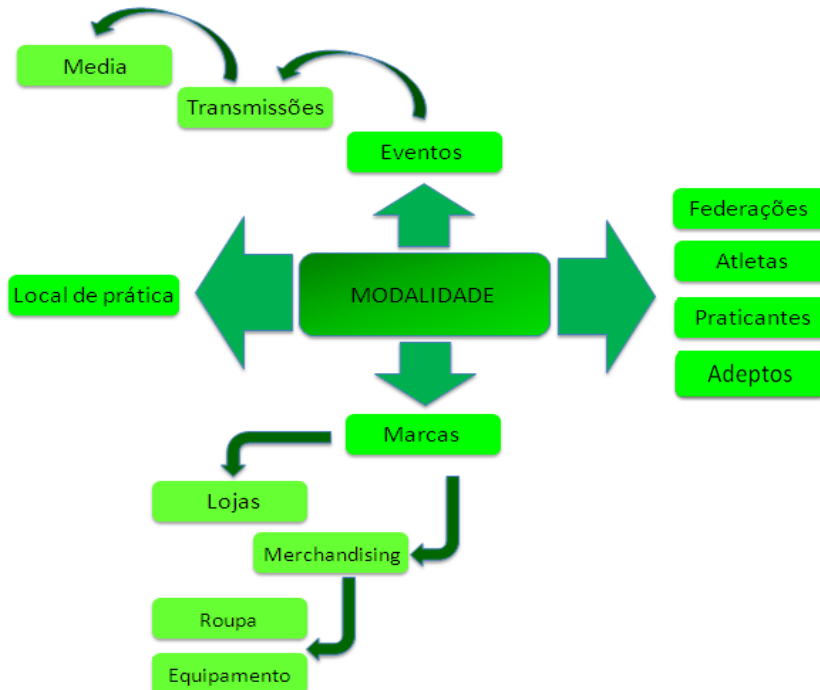 Media
Transmissões
Eventos
Federações
Atletas
Local de prática
MODALIDADE
Praticantes
Adeptos
Marcas
Lojas
Merchandising
Roupa
Equipamento